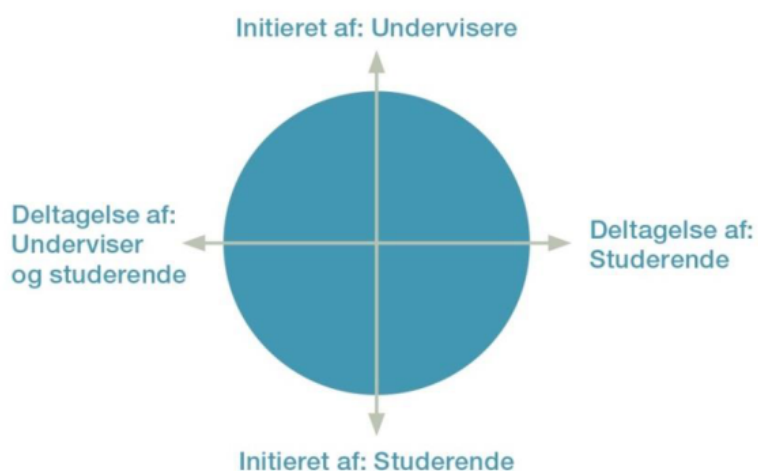 Initieret af: Undervisere
Deltagelse af:
Underviser
og studerende
Deltagelse af:
Studerende
Initieret af: Studerende